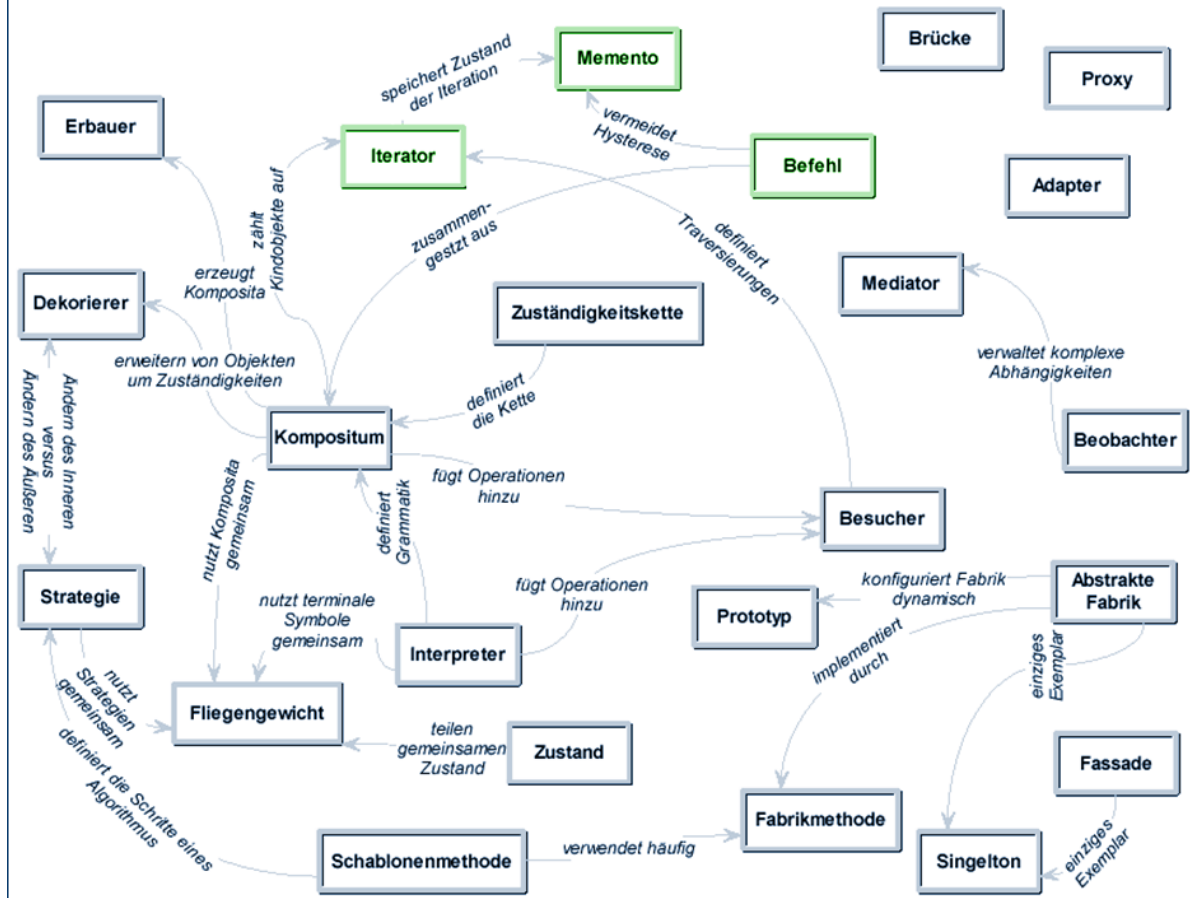 Brücke
Memento
speichert Zustand
der Iteration
Proxy
Erbauer
vermeidet
Hysterese
Iterator
Befehl
Adapter
zählt
Kindobjekte auf
zusammen-
gestzt aus
definiert
Traversierungen
erzeugt
Komposita
Mediator
Dekorierer
Zuständigkeitskette
verwaltet komplexe
Abhängigkeiten
erweitern von Objekten
um Zuständigkeiten
Ändern des Inneren
versus
Ändern des Äußeren
definiert
die Kette
Kompositum
Beobachter
fügt Operationen
hinzu
nutzt Komposita
gemeinsam
definiert
Grammatik
Besucher
Strategie
nutzt terminale
Symbole
gemeinsam
fügt Operationen
hinzu
konfiguriert Fabrik
dynamisch
Abstrakte
Fabrik
Prototyp
Interpreter
implementiert
durch
einziges
Exemplar
nutzt
Strategien
gemeinsam
Fliegengewicht
teilen
gemeinsamen
Zustand
Zustand
Fassade
definiert die Schritte eines
Algorithmus
Fabrikmethode
Schablonenmethode
verwendet häufig
Singelton
einziges
Exemplar